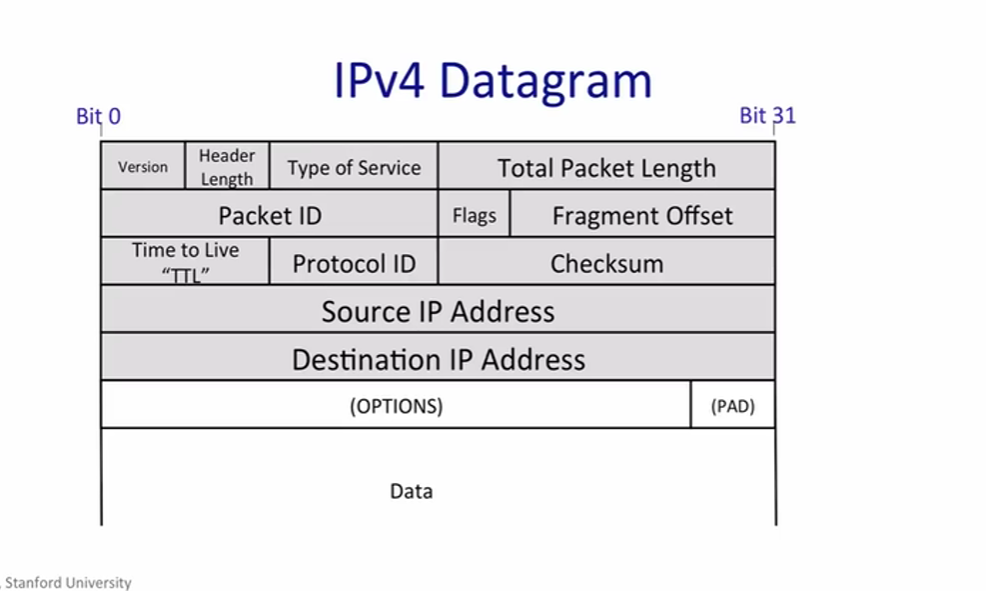 IPv4 Datagram
Bit 0
Bit 31
Version
Header
Length
Type of Service
Total Packet Length
Packet ID
Flags
Fragment Offset
Time to Live
“TTL”
Protocol ID
Checksum
Source IP Address
Destination IP Address
(OPTIONS)
(PAD)
Data
, Stanford University